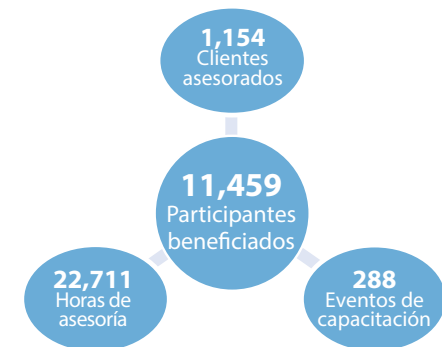 1,154
Clientes
asesorados
11,459
Participantes
beneficiados
22,711
Horas de
asesoría
288
Eventos de
capacitación